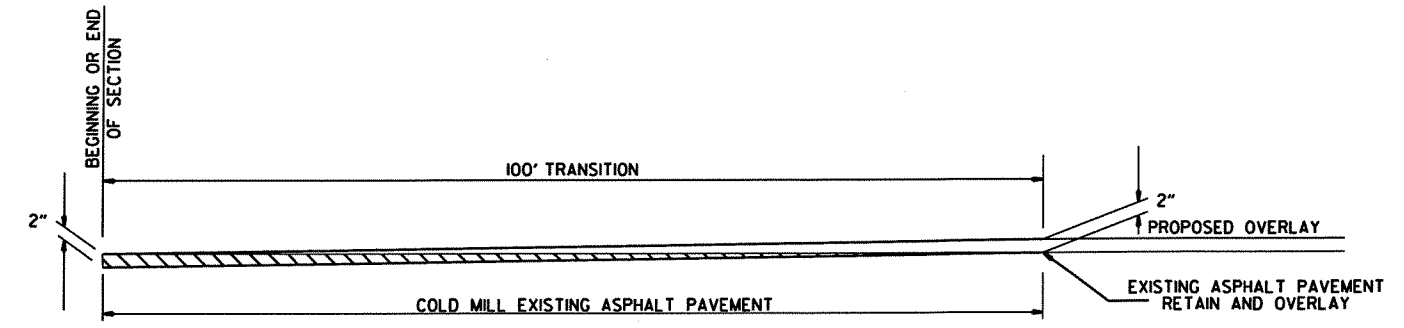 BEGINNING OR END
OF SECTION
100' TRANSITION
2"
2"
PROPOSED OVERLAY
EXISTING ASPHALT PAVEMENT
RETAIN AND OVERLAY
COLD MILL EXISTING ASPHALT PAVEMENT